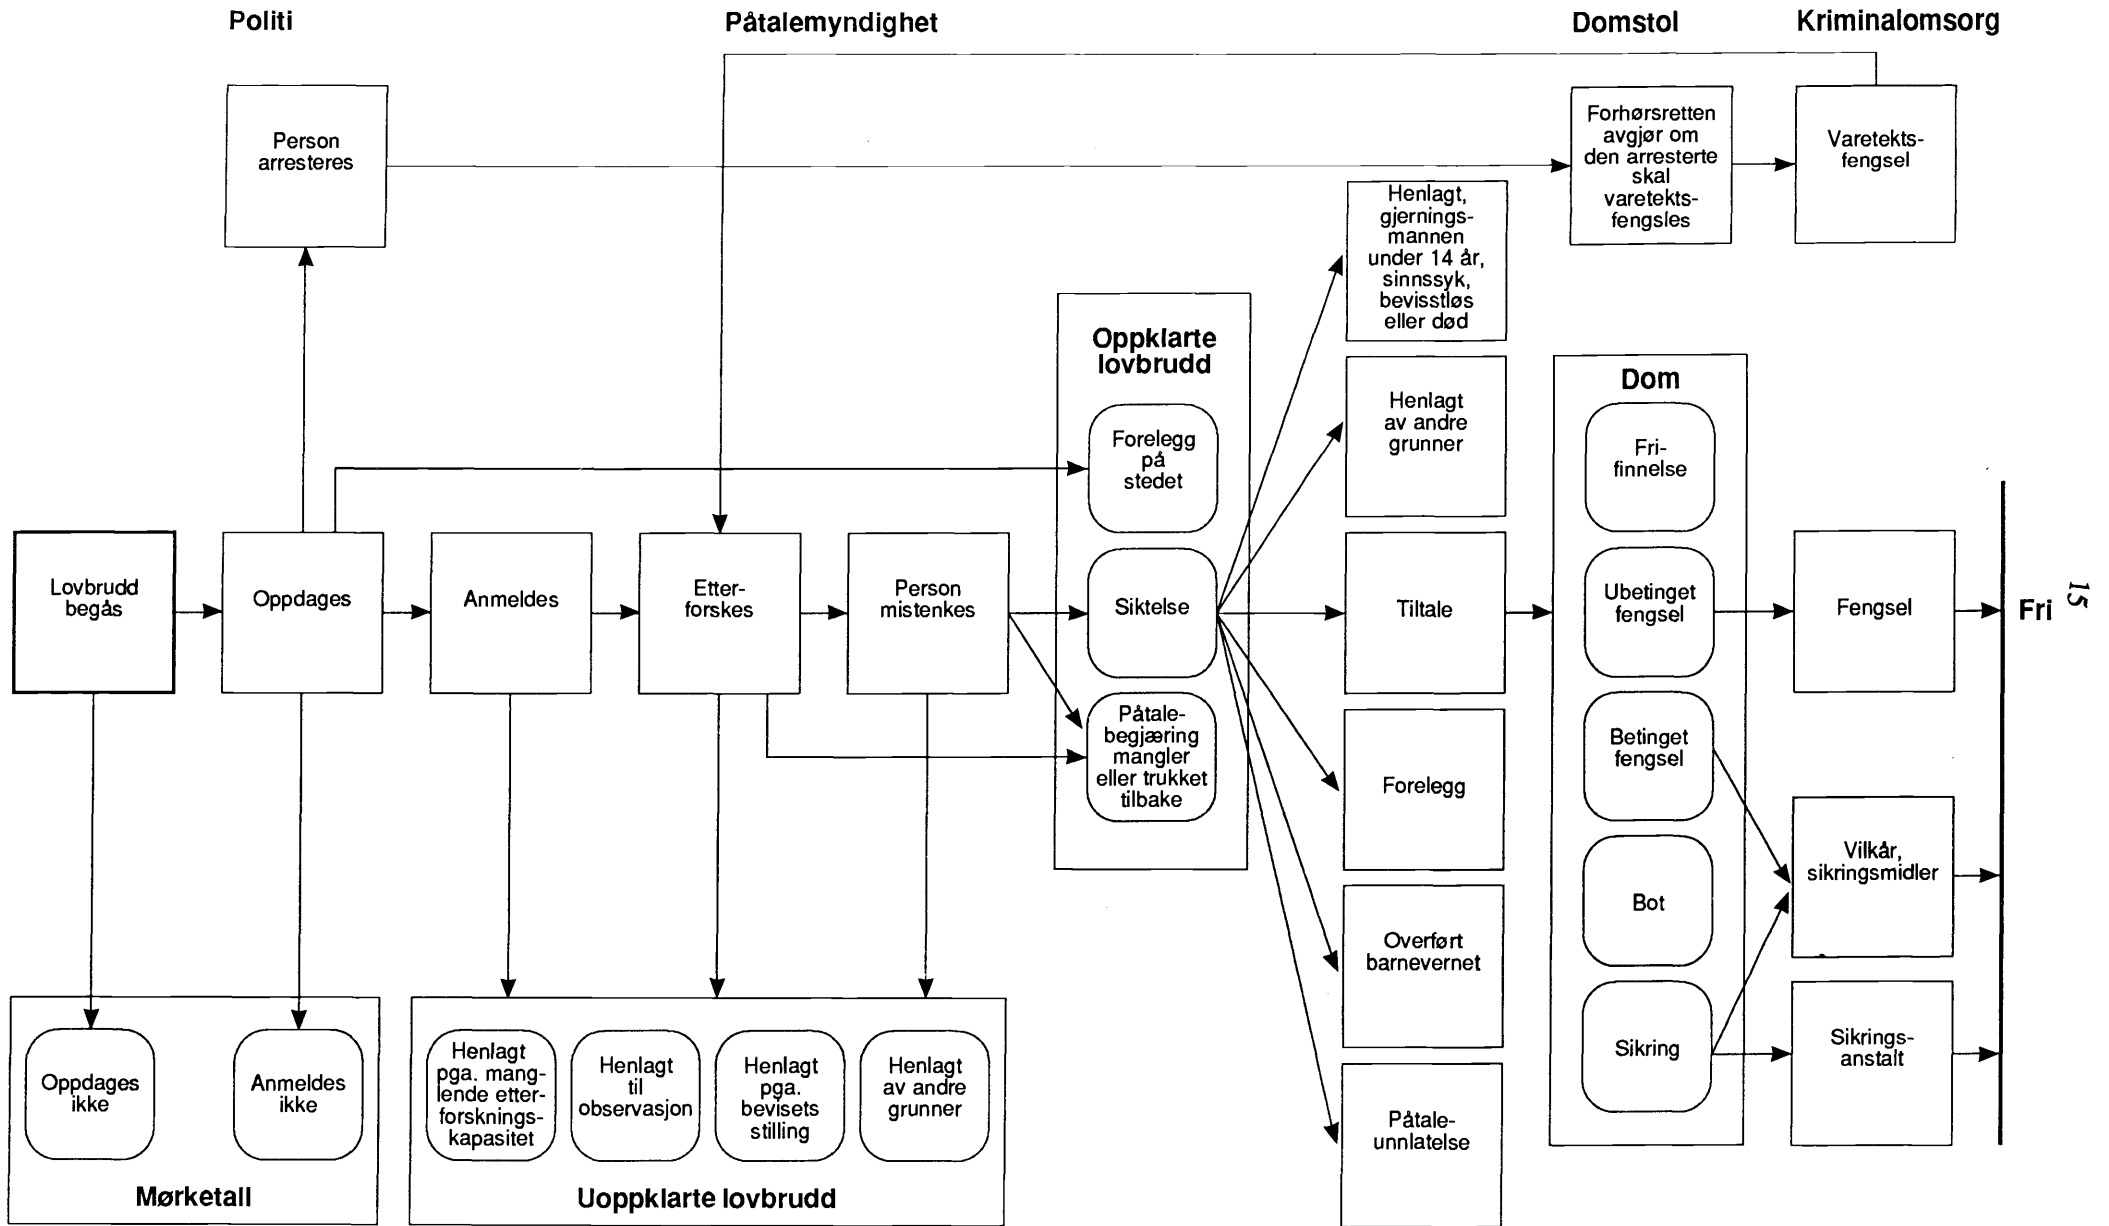 Politi
Påtalemyndighet
Domstol
Kriminalomsorg
Person
arresteres
Forhørsretten
avgjør om
den arresterte
skal
varetekts-
fengsles
Varetekts-
fengsel
Henlagt,
gjernings-
mannen
under 14 år,
sinnssyk,
bevisstløs
eller død
Oppklarte
lovbrudd
Forelegg
på
stedet
Henlagt
av andre
grunner
Dom
Fri-
finnelse
Lovbrudd
begås
Oppdages
Anmeldes
Etter-
forskes
Person
mistenkes
Siktelse
Tiltale
Ubetinget
fengsel
Fengsel
Fri
15
Påtale-
begjæring
mangler
eller trukket
tilbake
Forelegg
Betinget
fengsel
Vilkår,
sikringsmidler
Bot
Overført
barnevernet
Sikring
Sikrings-
anstalt
Påtale-
unnlatelse
Oppdages
ikke
Anmeldes
ikke
Mørketall
Henlagt
pga. mang-
lende etter-
forsknings-
kapasitet
Henlagt
til
observasjon
Henlagt
pga.
bevisets
stilling
Henlagt
av andre
grunner
Uoppklarte lovbrudd